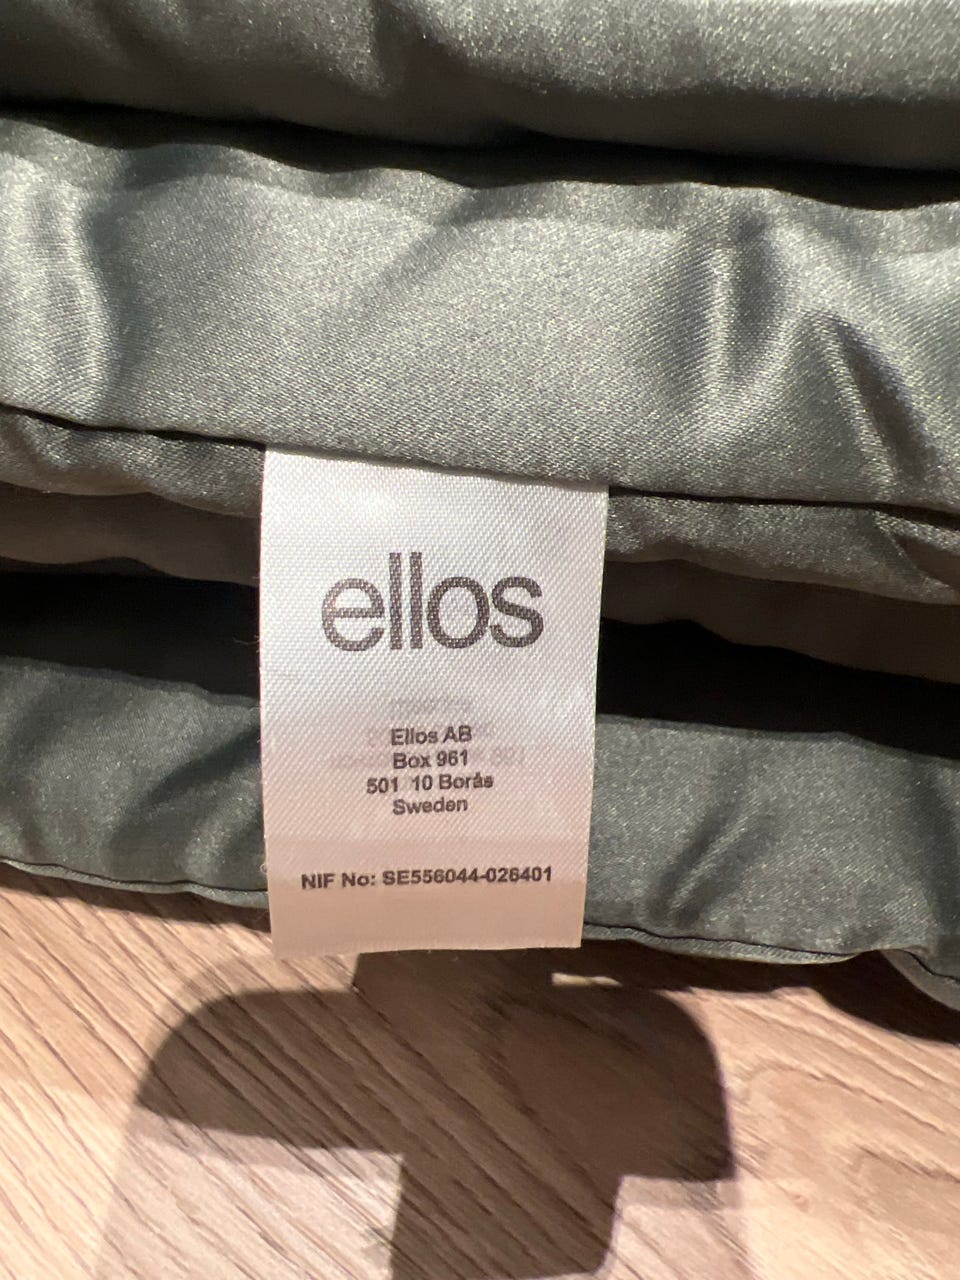 ellos
Ellos AB
Box 961
501 10 Borås
Sweden
NIF No: SE556044-026401